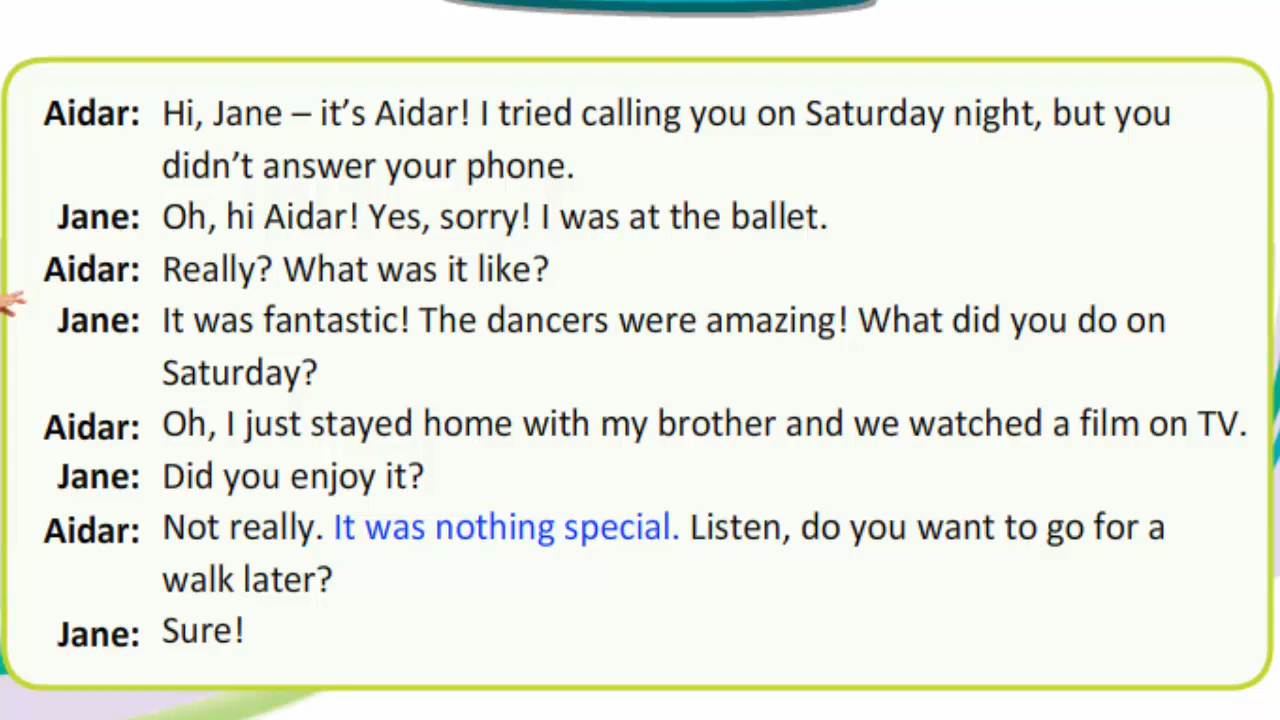 Aidar: Hi, Jane – it’s Aidar! I tried calling you on Saturday night, but you
didn’t answer your phone.
Jane: Oh, hi Aidar! Yes, sorry! I was at the ballet.
Aidar: Really? What was it like?
Jane: It was fantastic! The dancers were amazing! What did you do on
Saturday?
Aidar: Oh, I just stayed home with my brother and we watched a film on TV.
Jane: Did you enjoy it?
Aidar: Not really. It was nothing special. Listen, do you want to go for a
walk later?
Jane: Sure!